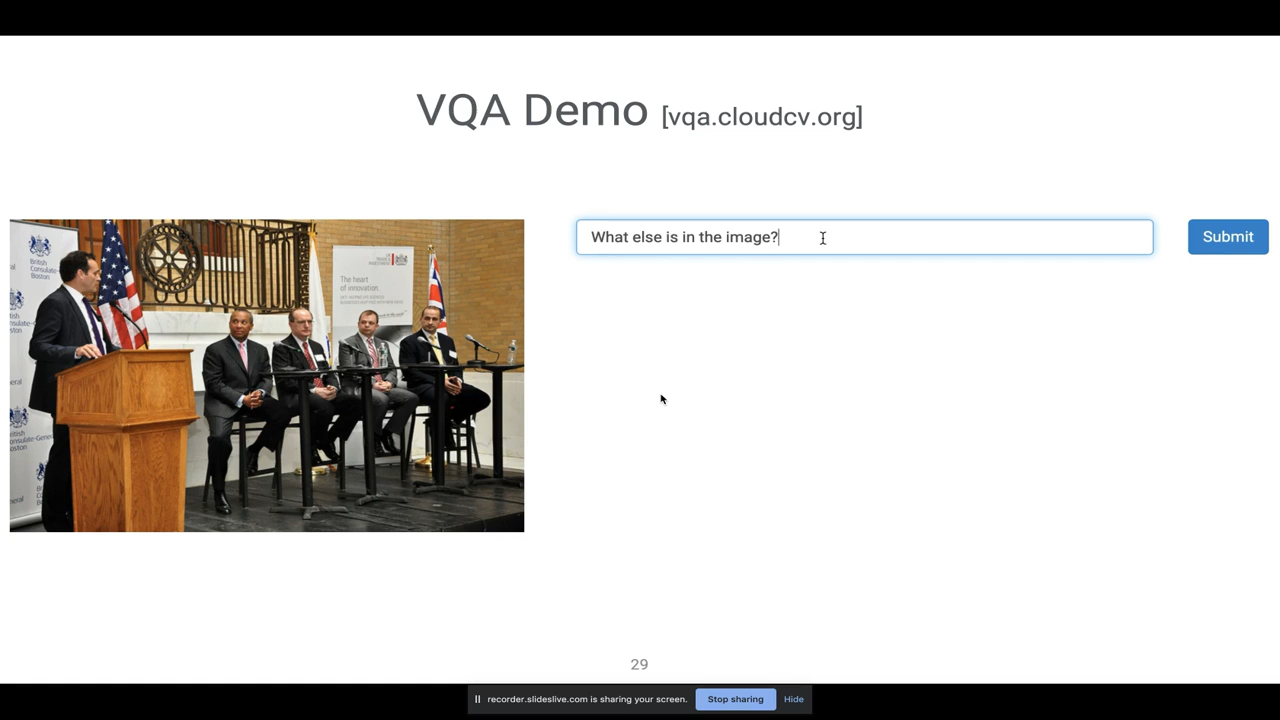 VQA Demo [vqa.cloudcv.org]
What else is in the image?
Submit
British
Consulate-
Boston
The heart
of innovation.
29
recorder.slideslive.com is sharing your screen.
Stop sharing
Hide